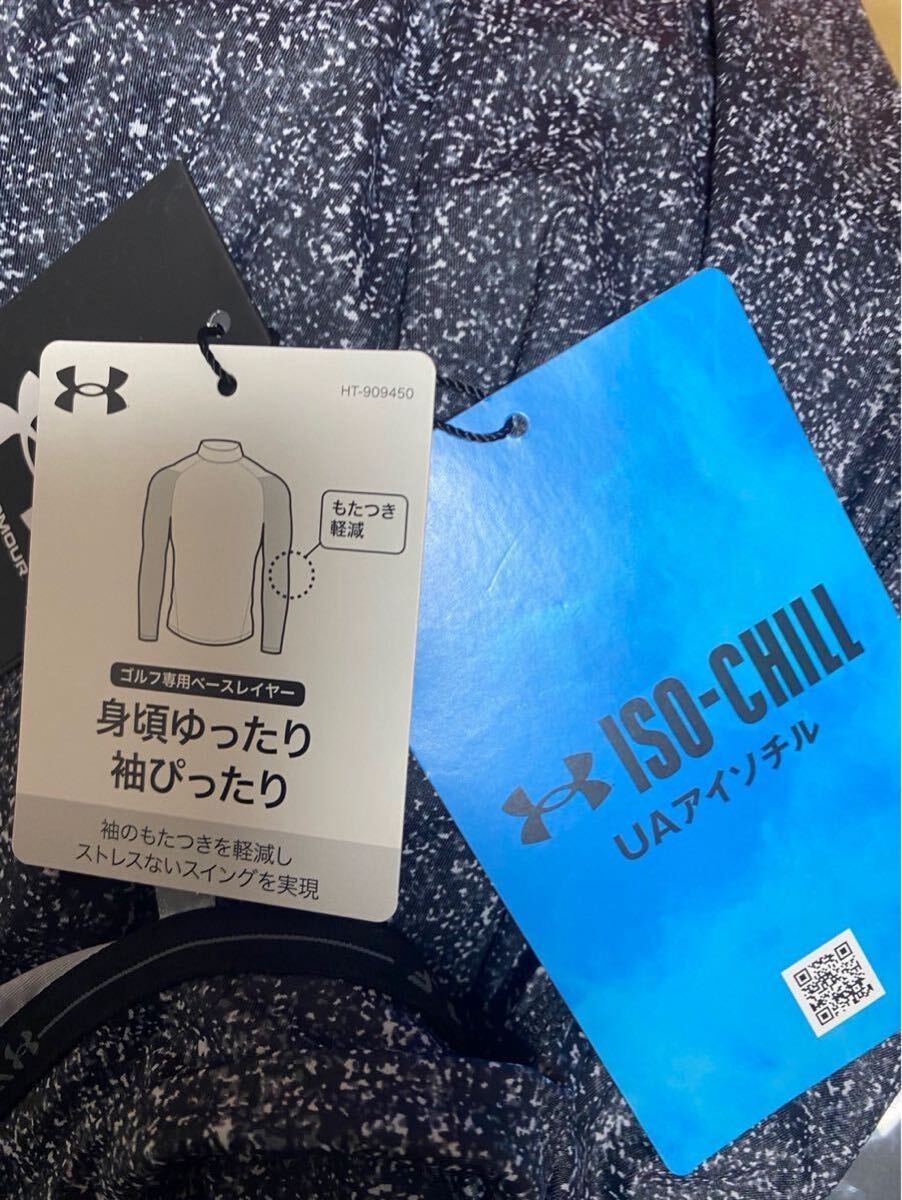 HT-909450
もたつき
軽減
ゴルフ専用ベースレイヤー
身頃ゆったり
袖ぴったり
袖のもたつきを軽減し
ストレスないスイングを実現
ISO-CHILL
UAアイソチル